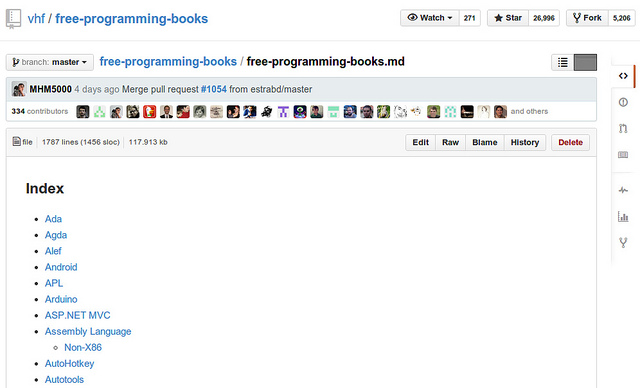 vhf / free-programming-books
Watch 271 Star 26,996 Fork 5,206
branch: master free-programming-books / free-programming-books.md
MHM5000 4 days ago Merge pull request #1054 from estrabd/master
334 contributors and others
file 1787 lines (1456 sloc) 117.913 kb Edit Raw Blame History Delete
Index
Ada
Agda
Alef
Android
APL
Arduino
ASP.NET MVC
Assembly Language
Non-X86
AutoHotkey
Autotools